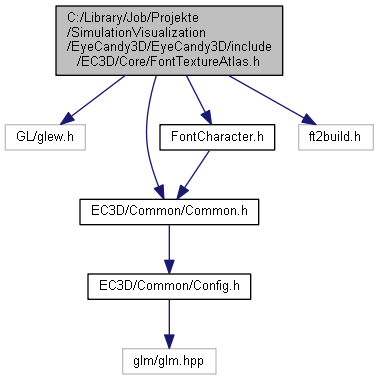 C:/Library/Job/Projekte
/SimulationVisualization
/EyeCandy3D/EyeCandy3D/include
/EC3D/Core/FontTextureAtlas.h
GL/glew.h
FontCharacter.h
ft2build.h
EC3D/Common/Common.h
EC3D/Common/Config.h
glm/glm.hpp